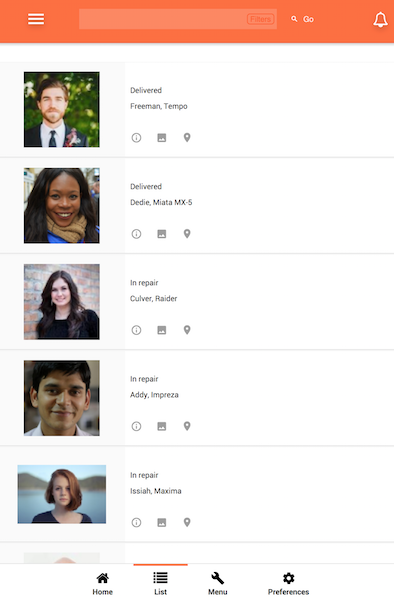 Filters
Go
Delivered
Freeman, Tempo
Delivered
Dedie, Miata MX-5
In repair
Culver, Raider
In repair
Addy, Impreza
In repair
Issiah, Maxima
Home
List
Menu
Preferences